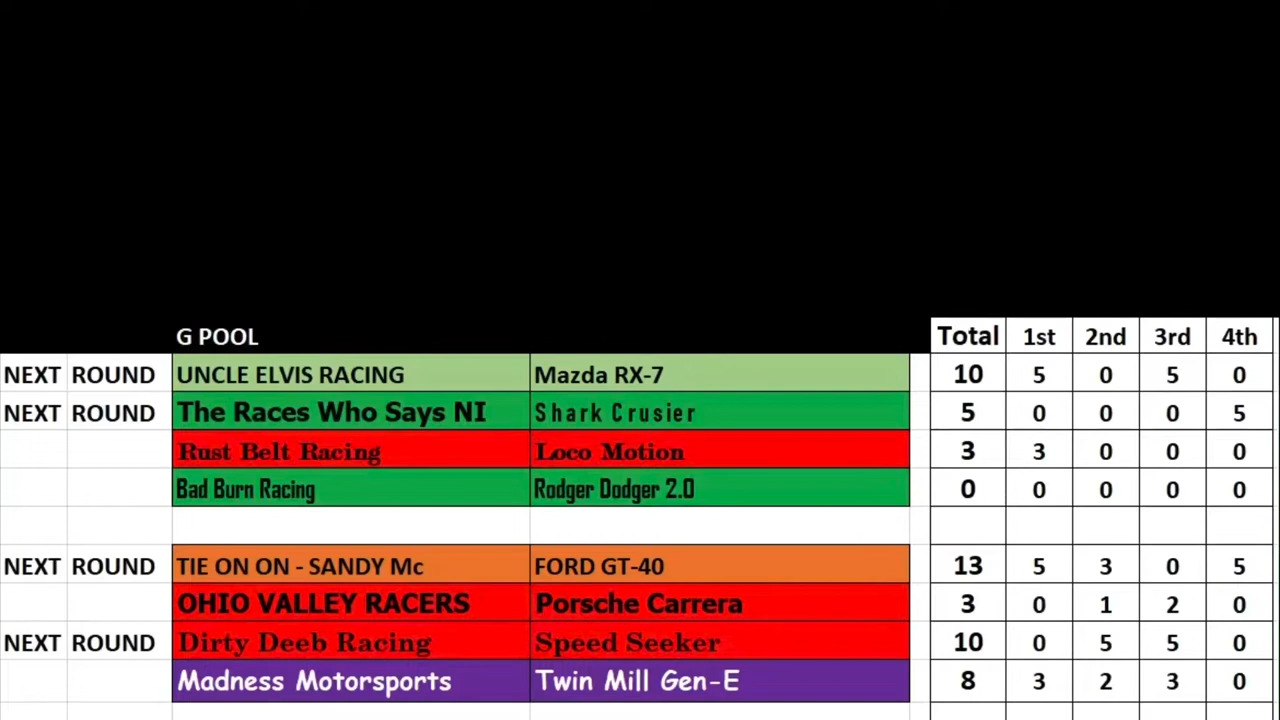 G POOL Total 1st 2nd 3rd 4th
NEXT ROUND UNCLE ELVIS RACING Mazda RX-7 10 5 0 5 0
NEXT ROUND The Races Who Says NI Shark Crusier 5 0 0 0 5
Rust Belt Racing Loco Motion 3 3 0 0 0
Bad Burn Racing Rodger Dodger 2.0 0 0 0 0 0
NEXT ROUND TIE ON ON - SANDY Mc FORD GT-40 13 5 3 0 5
OHIO VALLEY RACERS Porsche Carrera 3 0 1 2 0
NEXT ROUND Dirty Deeb Racing Speed Seeker 10 0 5 5 0
Madness Motorsports Twin Mill Gen-E 8 3 2 3 0